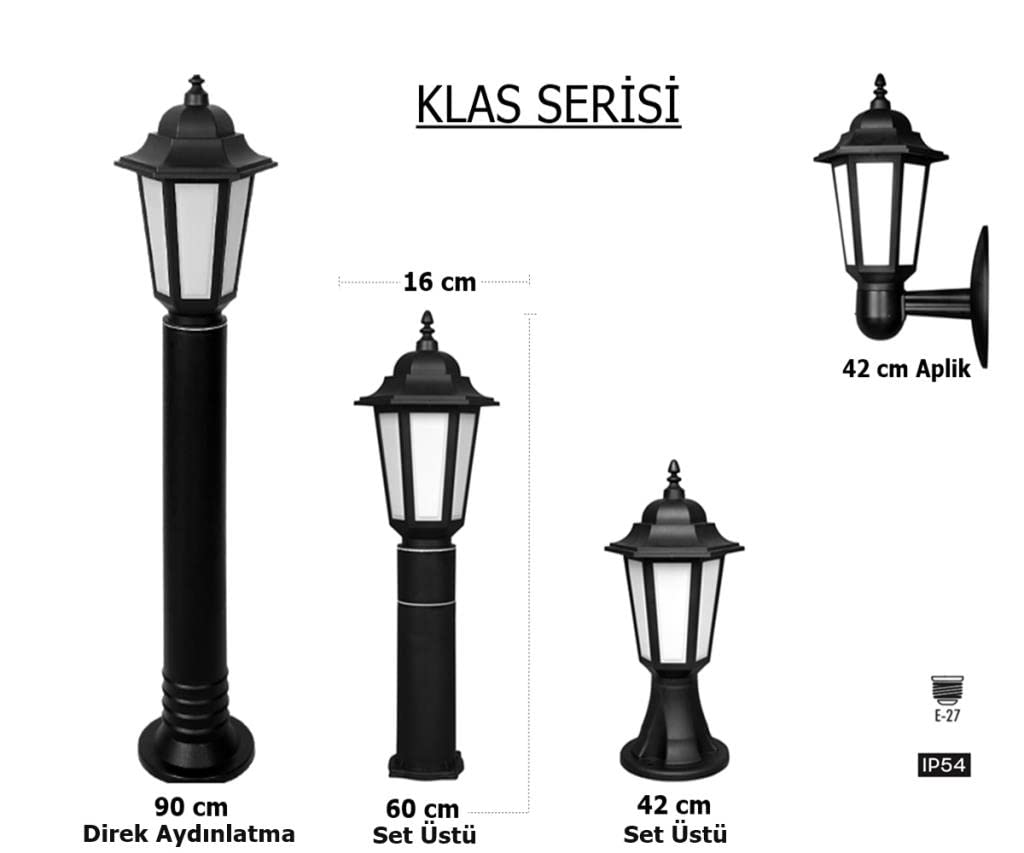 KLAS SERİSİ
16 cm
42 cm Aplik
E-27
IP54
90 cm
Direk Aydınlatma
60 cm
Set Üstü
42 cm
Set Üstü